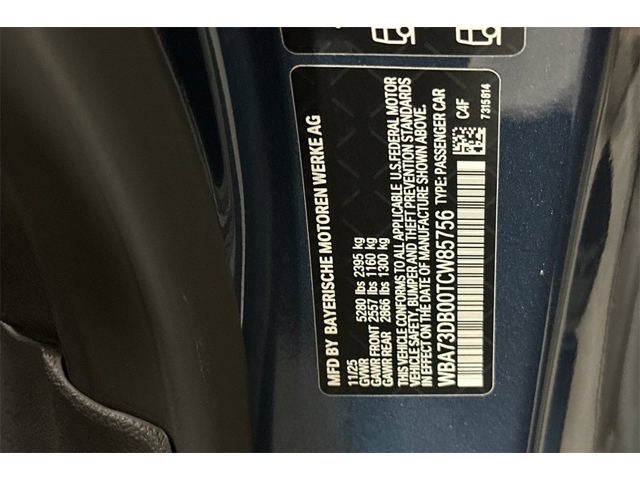 MFD BY BAYERISCHE MOTOREN WERKE AG
11/25
GVWR 5280 lbs 2395 kg
GAWR FRONT 2557 lbs 1160 kg
GAWR REAR 2866 lbs 1300 kg
THIS VEHICLE CONFORMS TO ALL APPLICABLE U.S.FEDERAL MOTOR
VEHICLE SAFETY, BUMPER AND THEFT PREVENTION STANDARDS
IN EFFECT ON THE DATE OF MANUFACTURE SHOWN ABOVE.
WBA73DB00TCW85756 TYPE: PASSENGER CAR
C4F
7315814